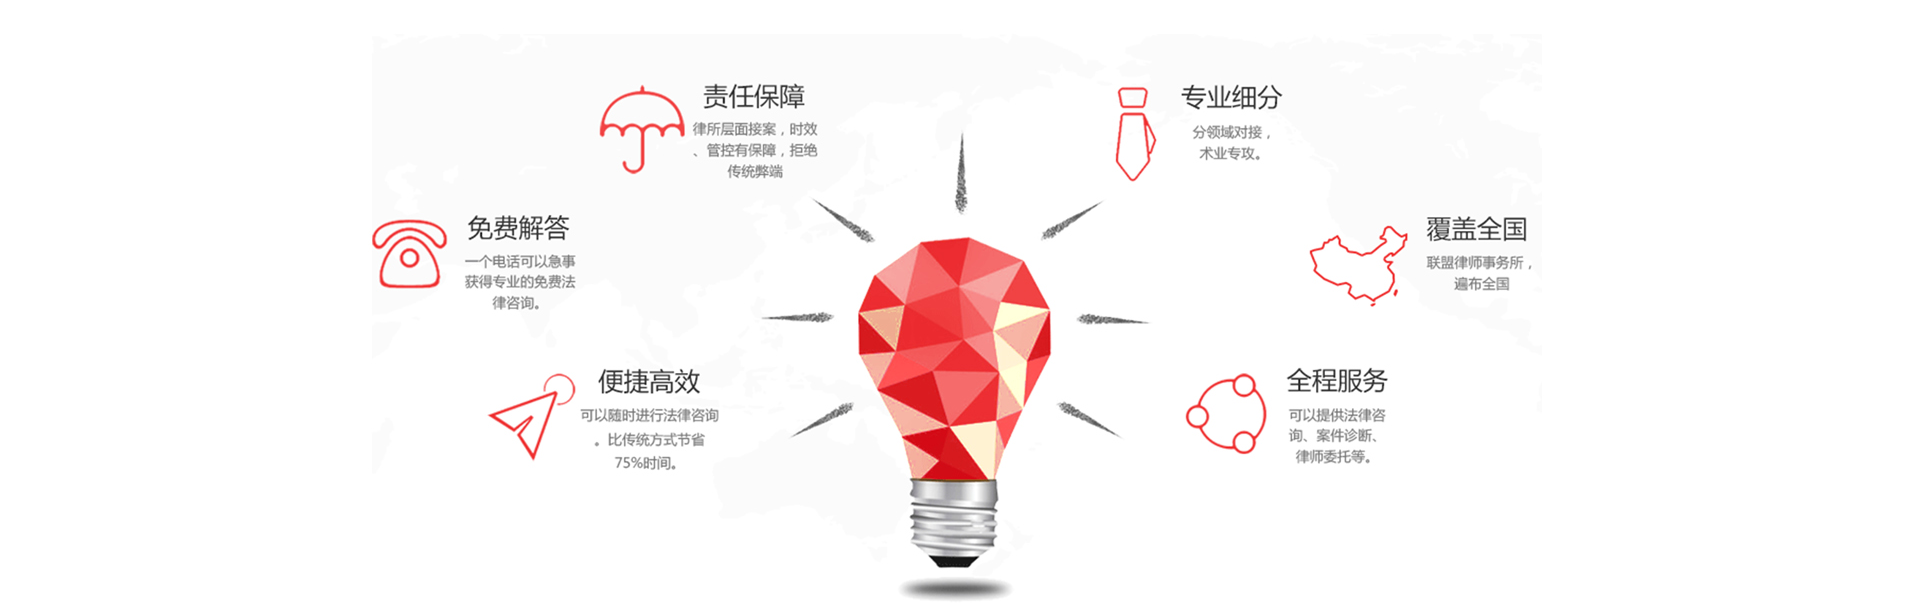 责任保障
律所层面接案，时效
、管控有保障，拒绝
传统弊端
专业细分
分领域对接，
术业专攻。
免费解答
一个电话可以急事
获得专业的免费法
律咨询。
覆盖全国
联盟律师事务所，
遍布全国
便捷高效
可以随时进行法律咨询
。比传统方式节省
75%时间。
全程服务
可以提供法律咨
询、案件诊断、
律师委托等。